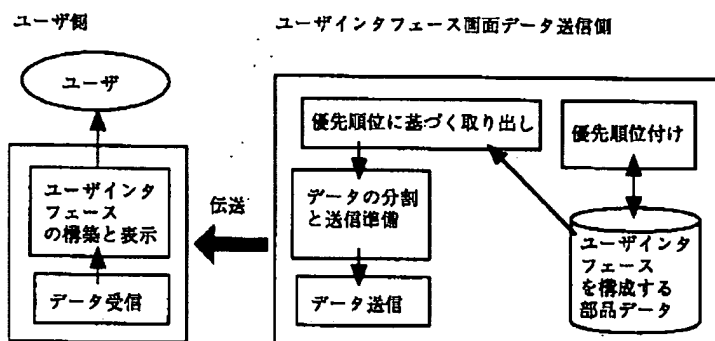 ユーザ側
ユーザインタフェース画面データ送信側
ユーザ
優先順位に基づく取り出し
優先順位付け
ユーザインタ
フェース
の構築と表示
データ受信
伝送
データの分割
と送信準備
データ送信
ユーザインタ
フェース
を構成する
部品データ